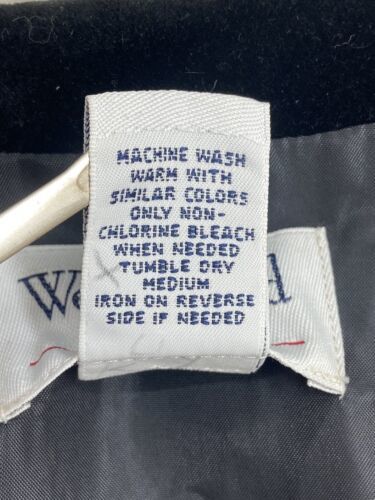 MACHINE WASH
WARM WITH
SIMILAR COLORS
ONLY NON-
CHLORINE BLEACH
WHEN NEEDED
TUMBLE DRY
MEDIUM
IRON ON REVERSE
SIDE IF NEEDED